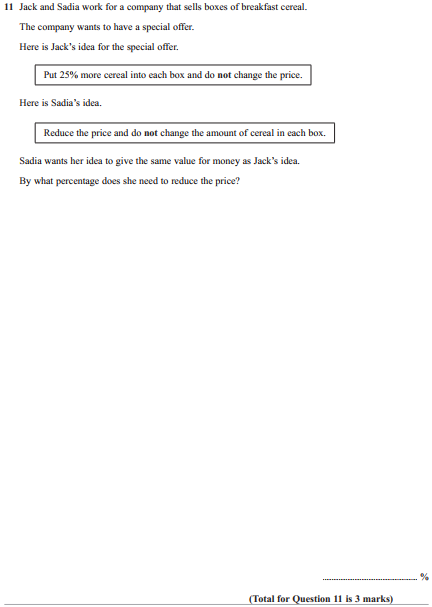 11 Jack and Sadia work for a company that sells boxes of breakfast cereal.
The company wants to have a special offer.
Here is Jack's idea for the special offer.
Put 25% more cereal into each box and do not change the price.
Here is Sadia's idea.
Reduce the price and do not change the amount of cereal in each box.
Sadia wants her idea to give the same value for money as Jack's idea.
By what percentage does she need to reduce the price?
.......................................... %
(Total for Question 11 is 3 marks)